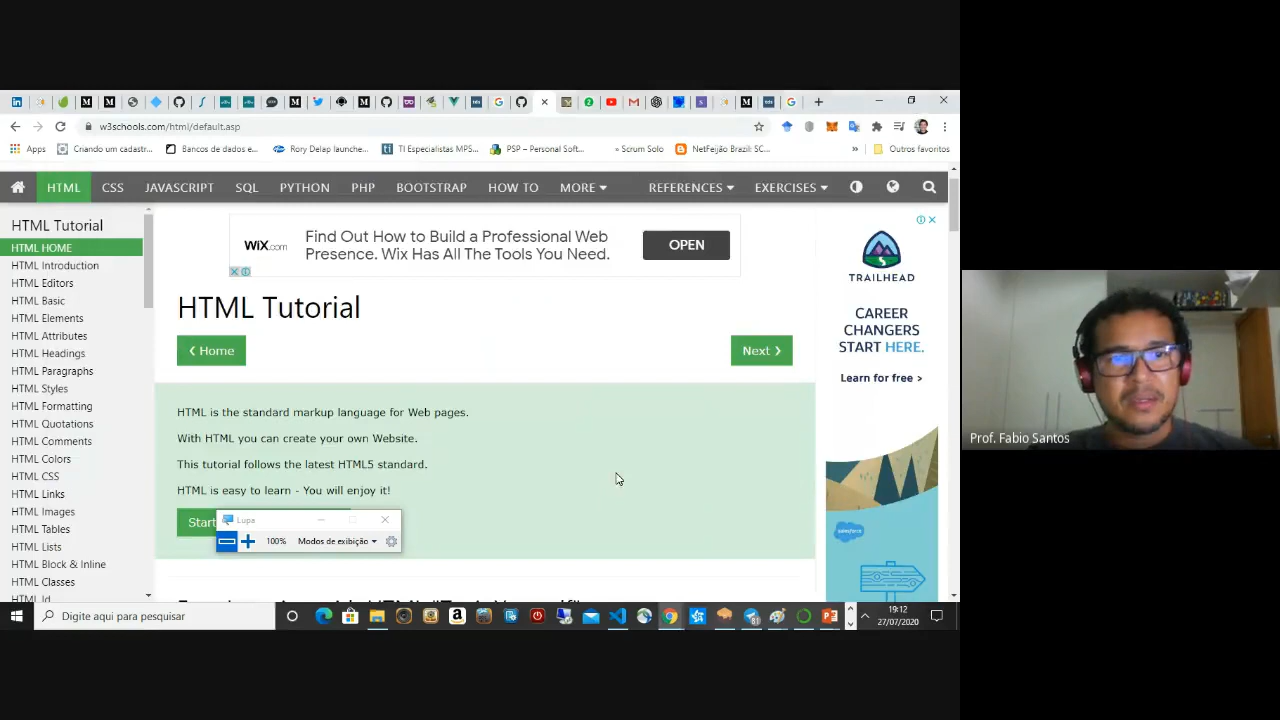 w3schools.com/html/default.asp
Apps
Criando um cadastr...
Bancos de dados e...
Rory Delap launche...
TI Especialistas MPS...
PSP – Personal Soft...
» Scrum Solo
NetFeijão Brazil: SC...
»
Outros favoritos
HTML
CSS
JAVASCRIPT
SQL
PYTHON
PHP
BOOTSTRAP
HOW TO
MORE
REFERENCES
EXERCISES
HTML Tutorial
HTML HOME
HTML Introduction
HTML Editors
HTML Basic
HTML Elements
HTML Attributes
HTML Headings
HTML Paragraphs
HTML Styles
HTML Formatting
HTML Quotations
HTML Comments
HTML Colors
HTML CSS
HTML Links
HTML Images
HTML Tables
HTML Lists
HTML Block & Inline
HTML Classes
HTML Id
WiX.com
Find Out How to Build a Professional Web
Presence. Wix Has All The Tools You Need.
OPEN
HTML Tutorial
❮ Home
Next ❯
HTML is the standard markup language for Web pages.
With HTML you can create your own Website.
This tutorial follows the latest HTML5 standard.
HTML is easy to learn - You will enjoy it!
Start
Lupa
100%
Modos de exibição
TRAILHEAD
CAREER
CHANGERS
START HERE.
Learn for free >
salesforce
Prof. Fabio Santos
Digite aqui para pesquisar
19:12
27/07/2020